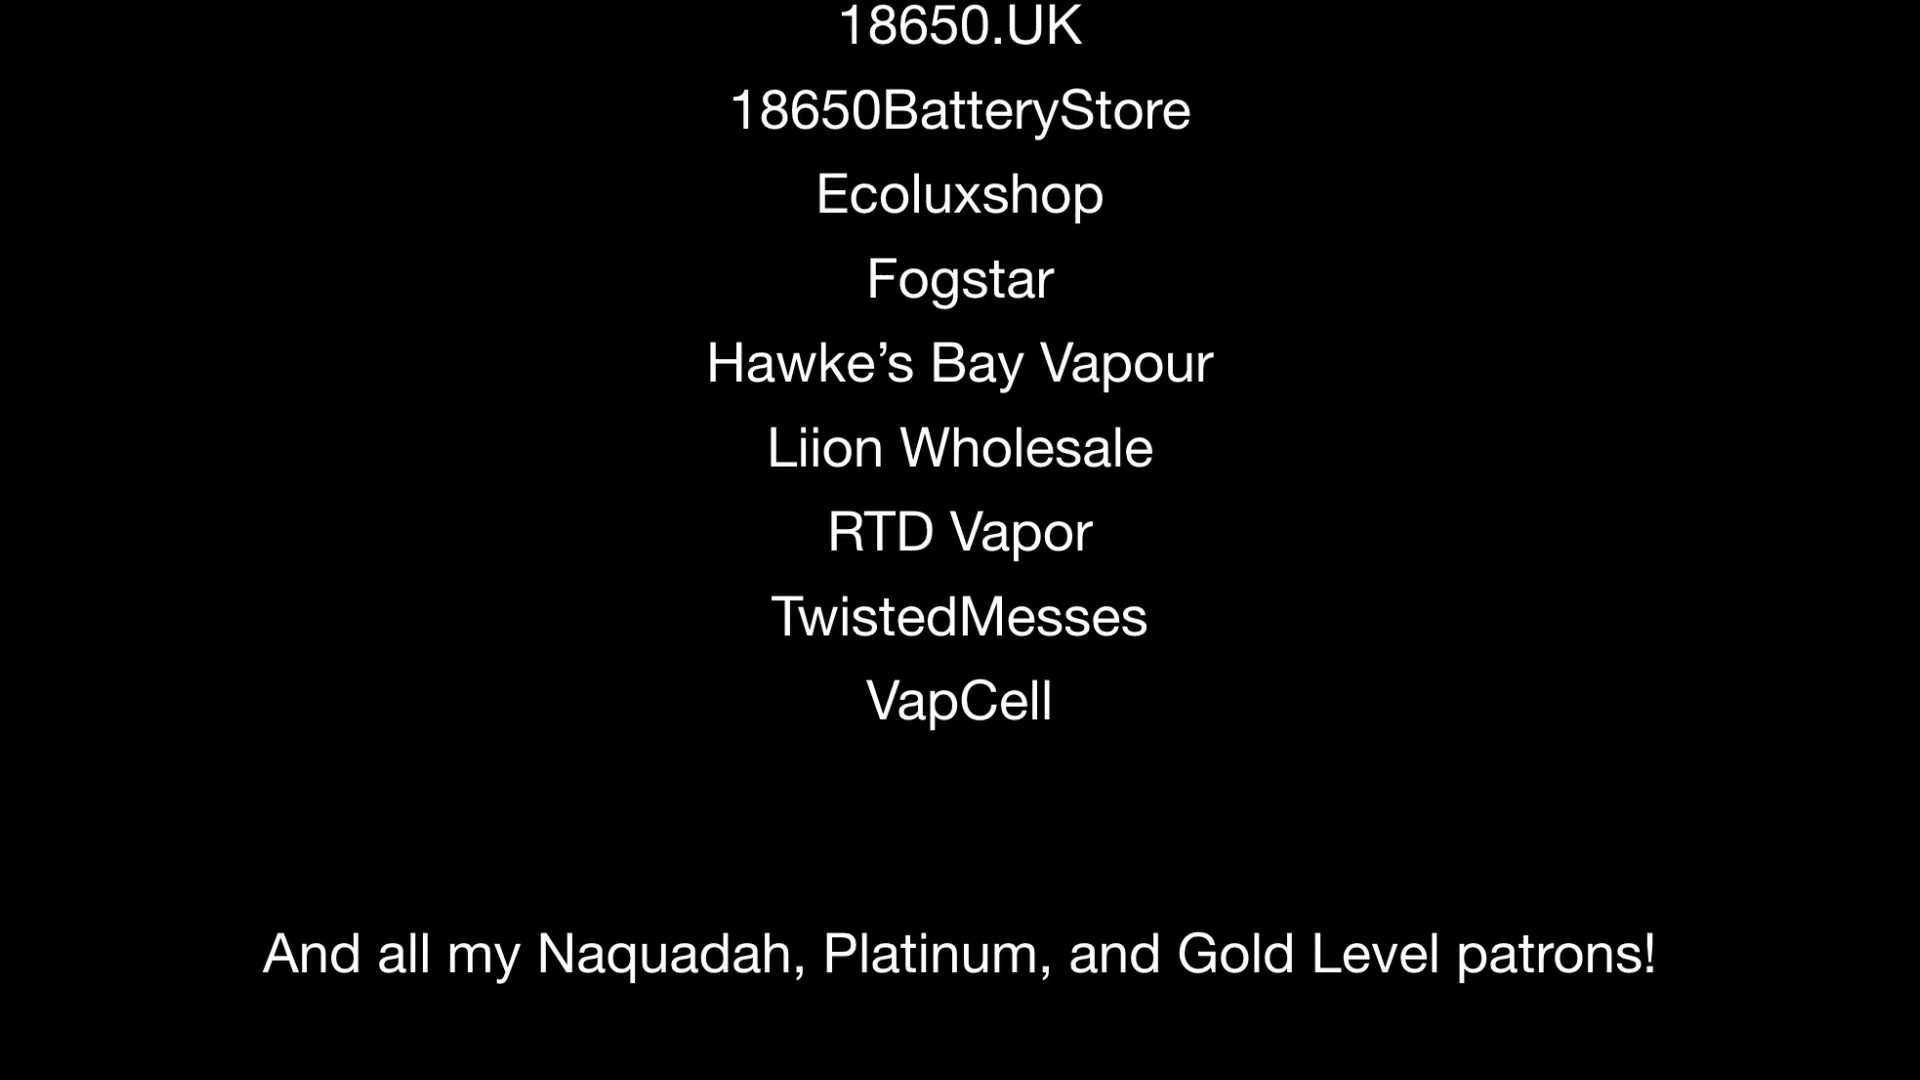 18650.UK
18650BatteryStore
Ecoluxshop
Fogstar
Hawke’s Bay Vapour
Liion Wholesale
RTD Vapor
TwistedMesses
VapCell
And all my Naquadah, Platinum, and Gold Level patrons!